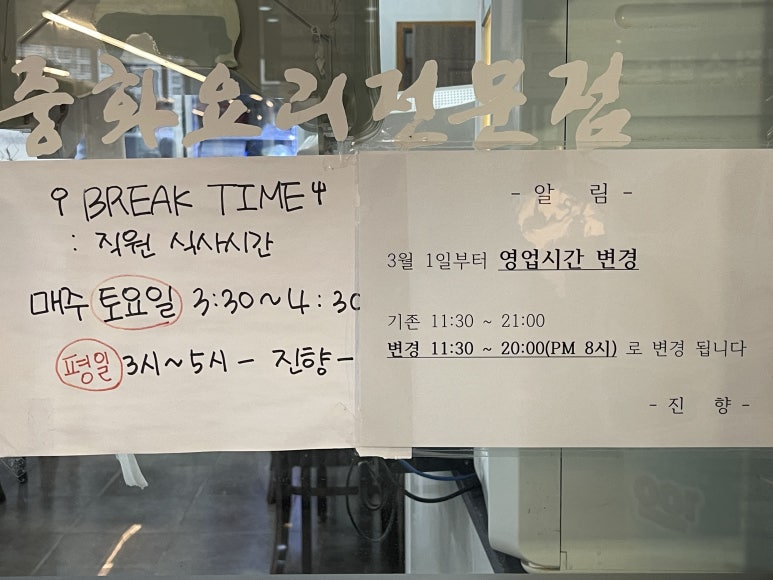 중화요리전문점
BREAK TIME
: 직원 식사시간
매주 토요일 3:30~4:30
평일 3시~5시 - 진향 -
- 알 림 -
3월 1일부터 영업시간 변경
기존 11:30 ~ 21:00
변경 11:30 ~ 20:00(PM 8시) 로 변경 됩니다
- 진 향 -